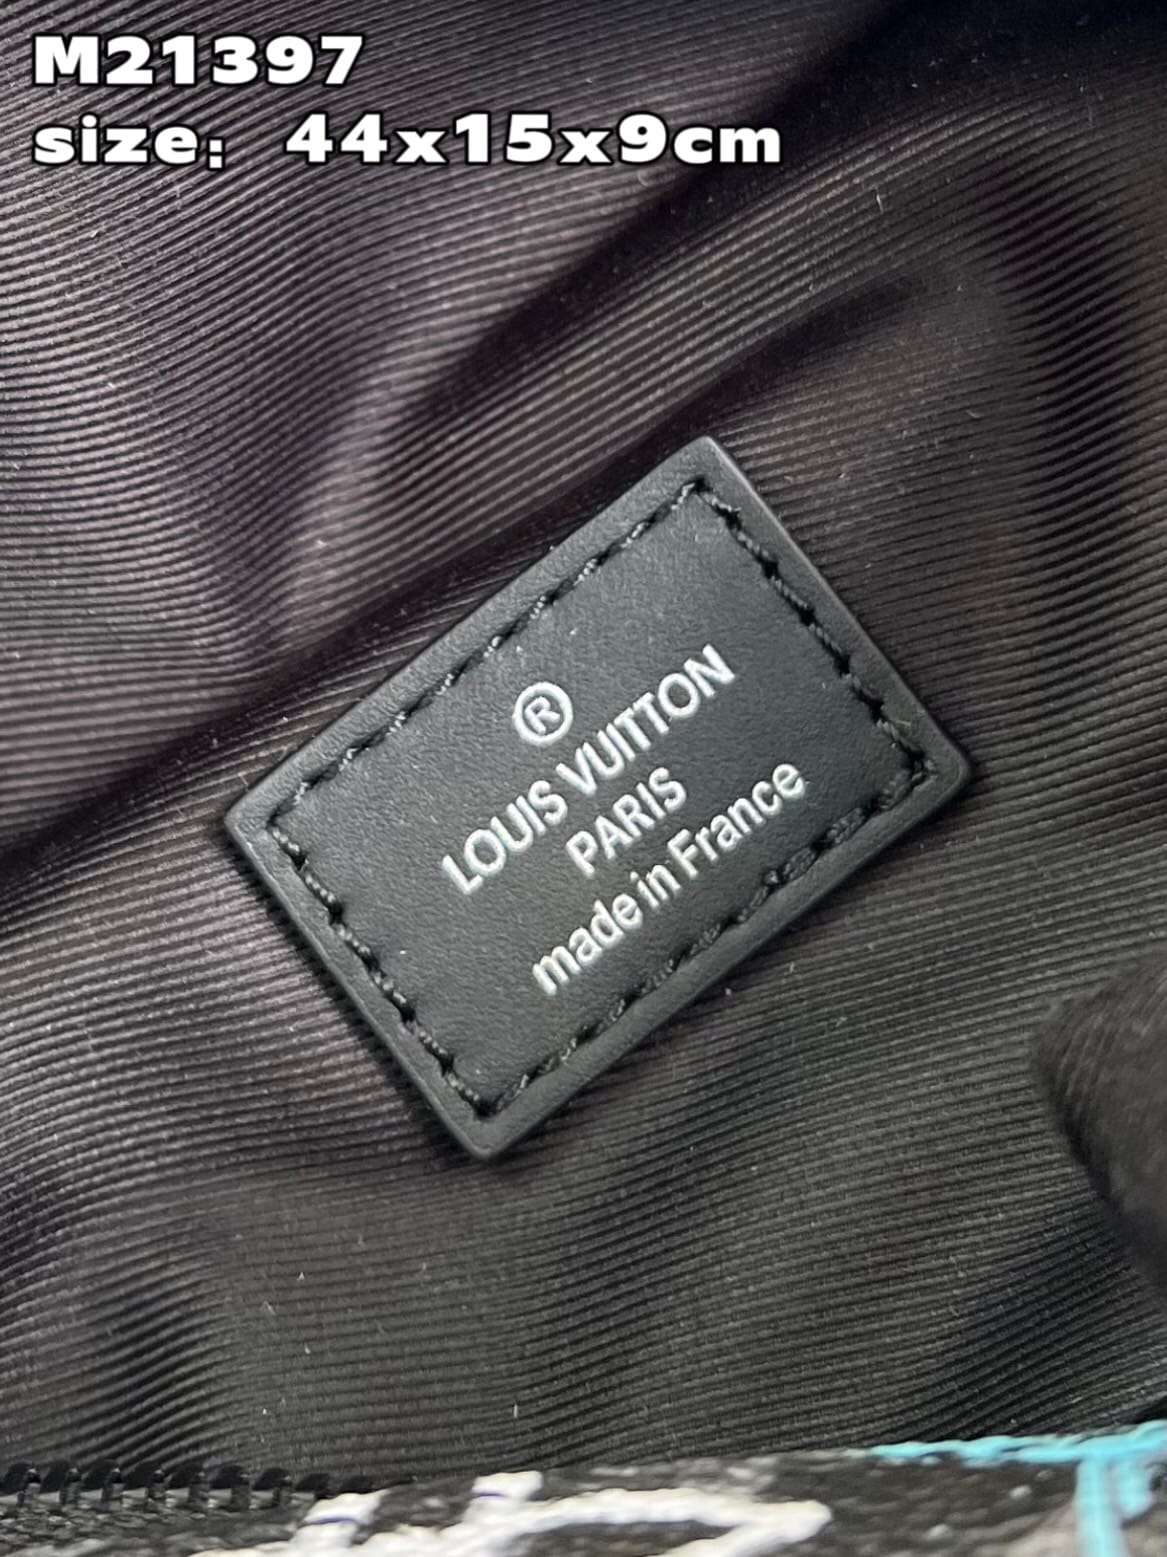 M21397
size: 44x15x9cm
®
LOUIS VUITTON
PARIS
made in France